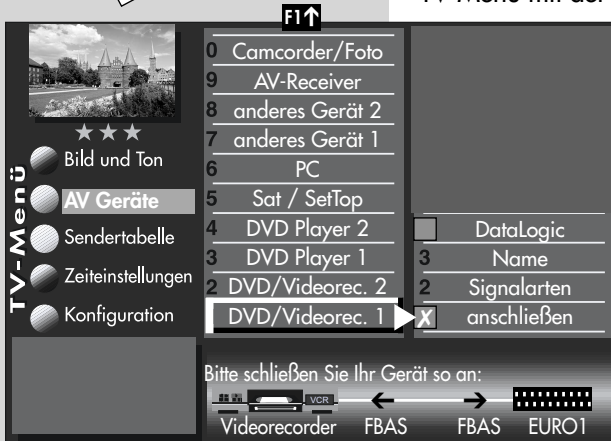 TV-Menü mit der
F1↑
TV-Menü
Bild und Ton
AV Geräte
Sendertabelle
Zeiteinstellungen
Konfiguration
0 Camcorder/Foto
9 AV-Receiver
8 anderes Gerät 2
7 anderes Gerät 1
6 PC
5 Sat / SetTop
4 DVD Player 2
3 DVD Player 1
2 DVD/Videorec. 2
DVD/Videorec. 1
DataLogic
3 Name
2 Signalarten
X anschließen
Bitte schließen Sie Ihr Gerät so an:
VCR
Videorecorder FBAS FBAS EURO1